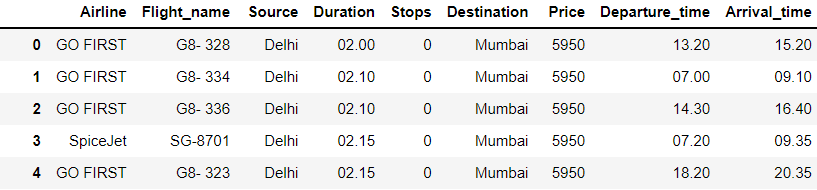 Airline Flight_name Source Duration Stops Destination Price Departure_time Arrival_time
0 GO FIRST G8- 328 Delhi 02.00 0 Mumbai 5950 13.20 15.20
1 GO FIRST G8- 334 Delhi 02.10 0 Mumbai 5950 07.00 09.10
2 GO FIRST G8- 336 Delhi 02.10 0 Mumbai 5950 14.30 16.40
3 SpiceJet SG-8701 Delhi 02.15 0 Mumbai 5950 07.20 09.35
4 GO FIRST G8- 323 Delhi 02.15 0 Mumbai 5950 18.20 20.35